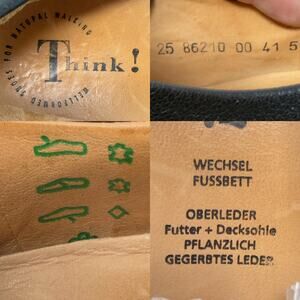 SHOES FOR NATURAL WALKING
Think!
WELLFORMED
25 86210 00 41 5
WECHSEL
FUSSBETT
OBERLEDER
Futter + Decksohle
PFLANZLICH
GEGERBTES LEDER